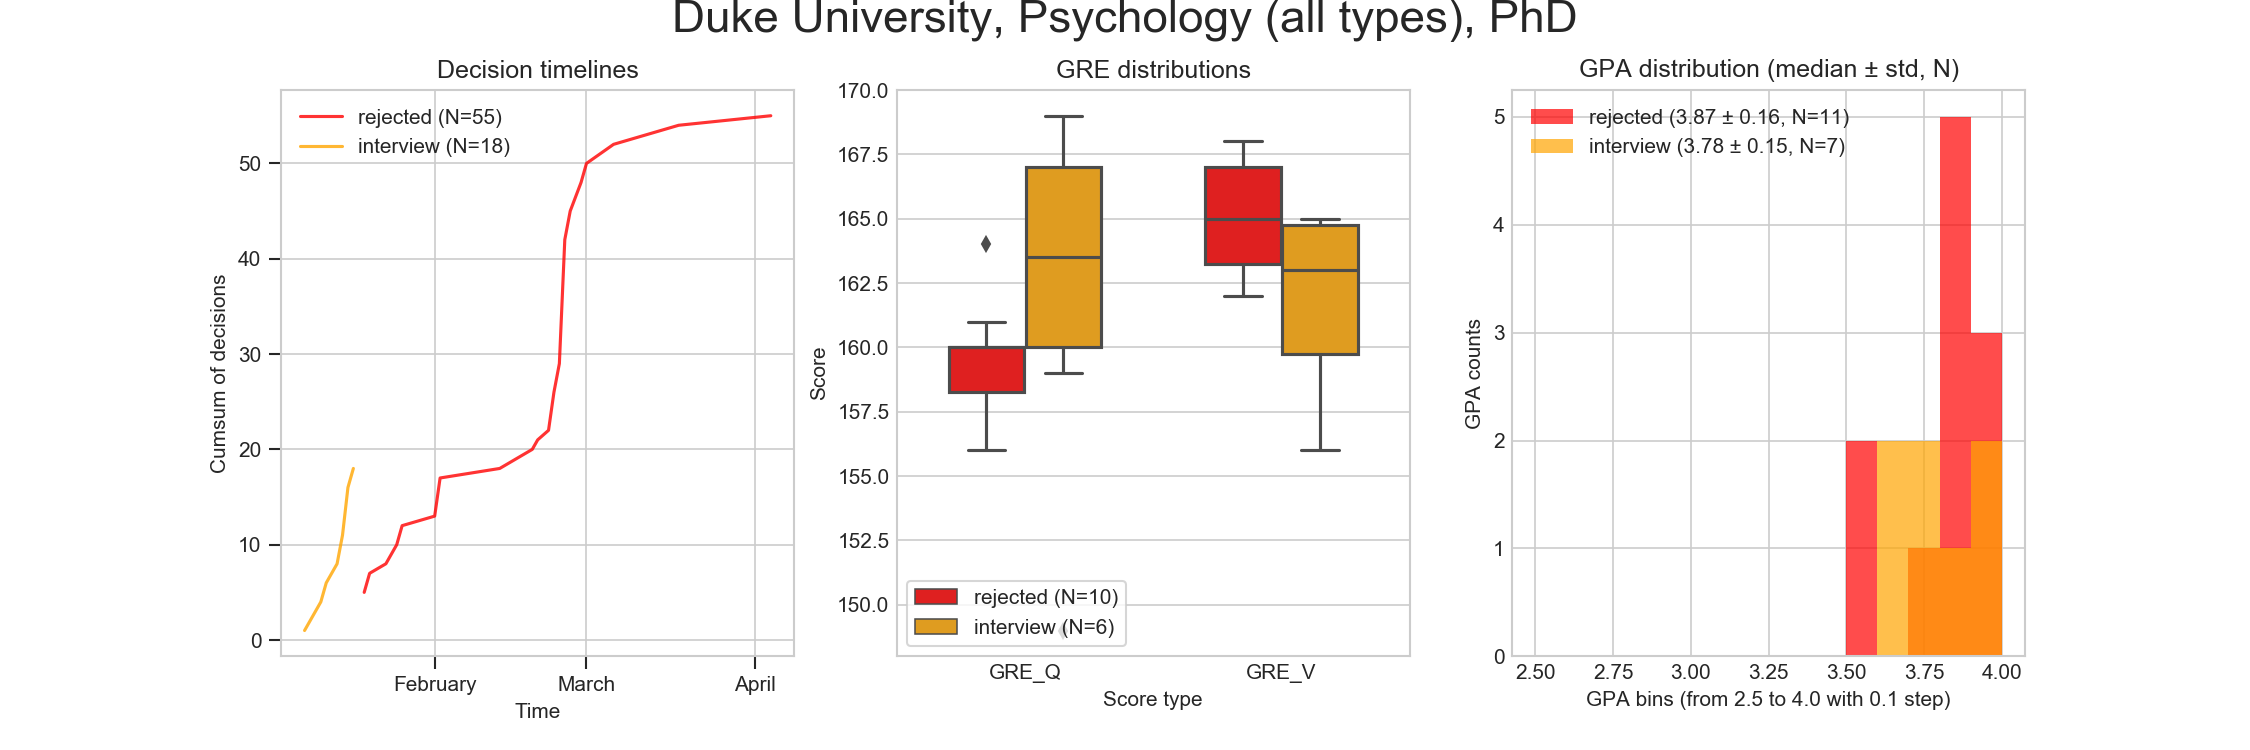 Duke University, Psychology (all types), PhD
Decision timelines
rejected (N=55)
interview (N=18)
50
40
30
20
10
0
Cumsum of decisions
February
March
April
Time
GRE distributions
170.0
167.5
165.0
162.5
160.0
157.5
155.0
152.5
150.0
Score
rejected (N=10)
interview (N=6)
GRE_Q
GRE_V
Score type
GPA distribution (median ± std, N)
rejected (3.87 ± 0.16, N=11)
interview (3.78 ± 0.15, N=7)
5
4
3
2
1
0
GPA counts
2.50
2.75
3.00
3.25
3.50
3.75
4.00
GPA bins (from 2.5 to 4.0 with 0.1 step)